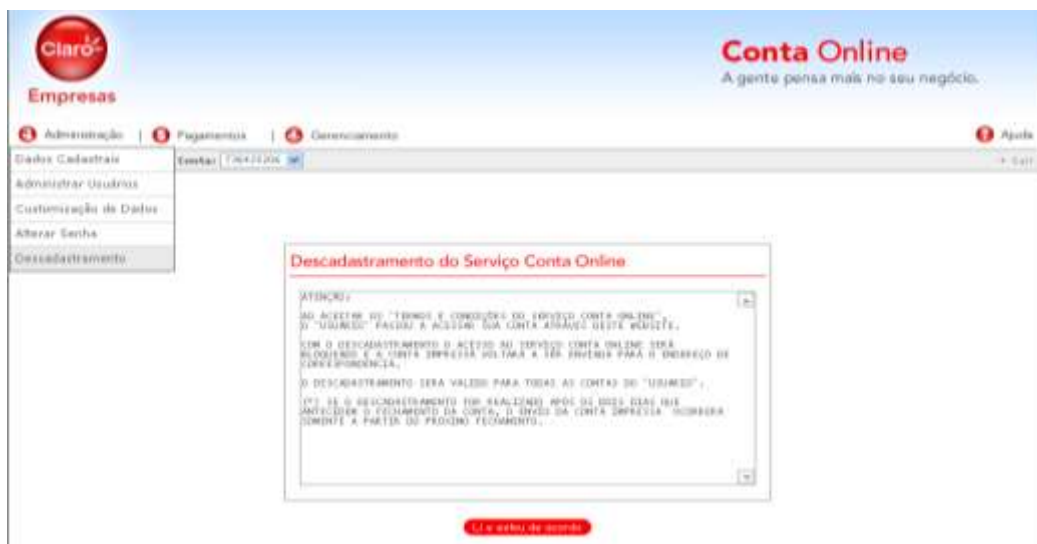 Claro
Empresas
Conta Online
A gente pensa mais no seu negócio.
Administração | Pagamentos | Gerenciamento
Ajuda
Dados Cadastrais
Conta:
Administrar Usuários
Customização de Dados
Alterar Senha
Descadastramento
Descadastramento do Serviço Conta Online
ATENÇÃO:
AO ACEITAR OS "TERMOS E CONDIÇÕES DO SERVIÇO CONTA ONLINE",
O "USUÁRIO" PASSOU A ACESSAR SUA CONTA ATRAVÉS DESTE WEBSITE.
COM O DESCADASTRAMENTO O ACESSO AO SERVIÇO CONTA ONLINE SERÁ
BLOQUEADO E A CONTA IMPRESSA VOLTARÁ A SER ENVIADA PARA O ENDEREÇO DE
CORRESPONDÊNCIA.
O DESCADASTRAMENTO SERÁ VALIDO PARA TODAS AS CONTAS DO "USUÁRIO".
(*) SE O DESCADASTRAMENTO FOR REALIZADO APÓS OS DOIS DIAS QUE
ANTECEDEM O FECHAMENTO DA CONTA, O ENVIO DA CONTA IMPRESSA OCORRERÁ
SOMENTE A PARTIR DO PRÓXIMO FECHAMENTO.
Li e estou de acordo